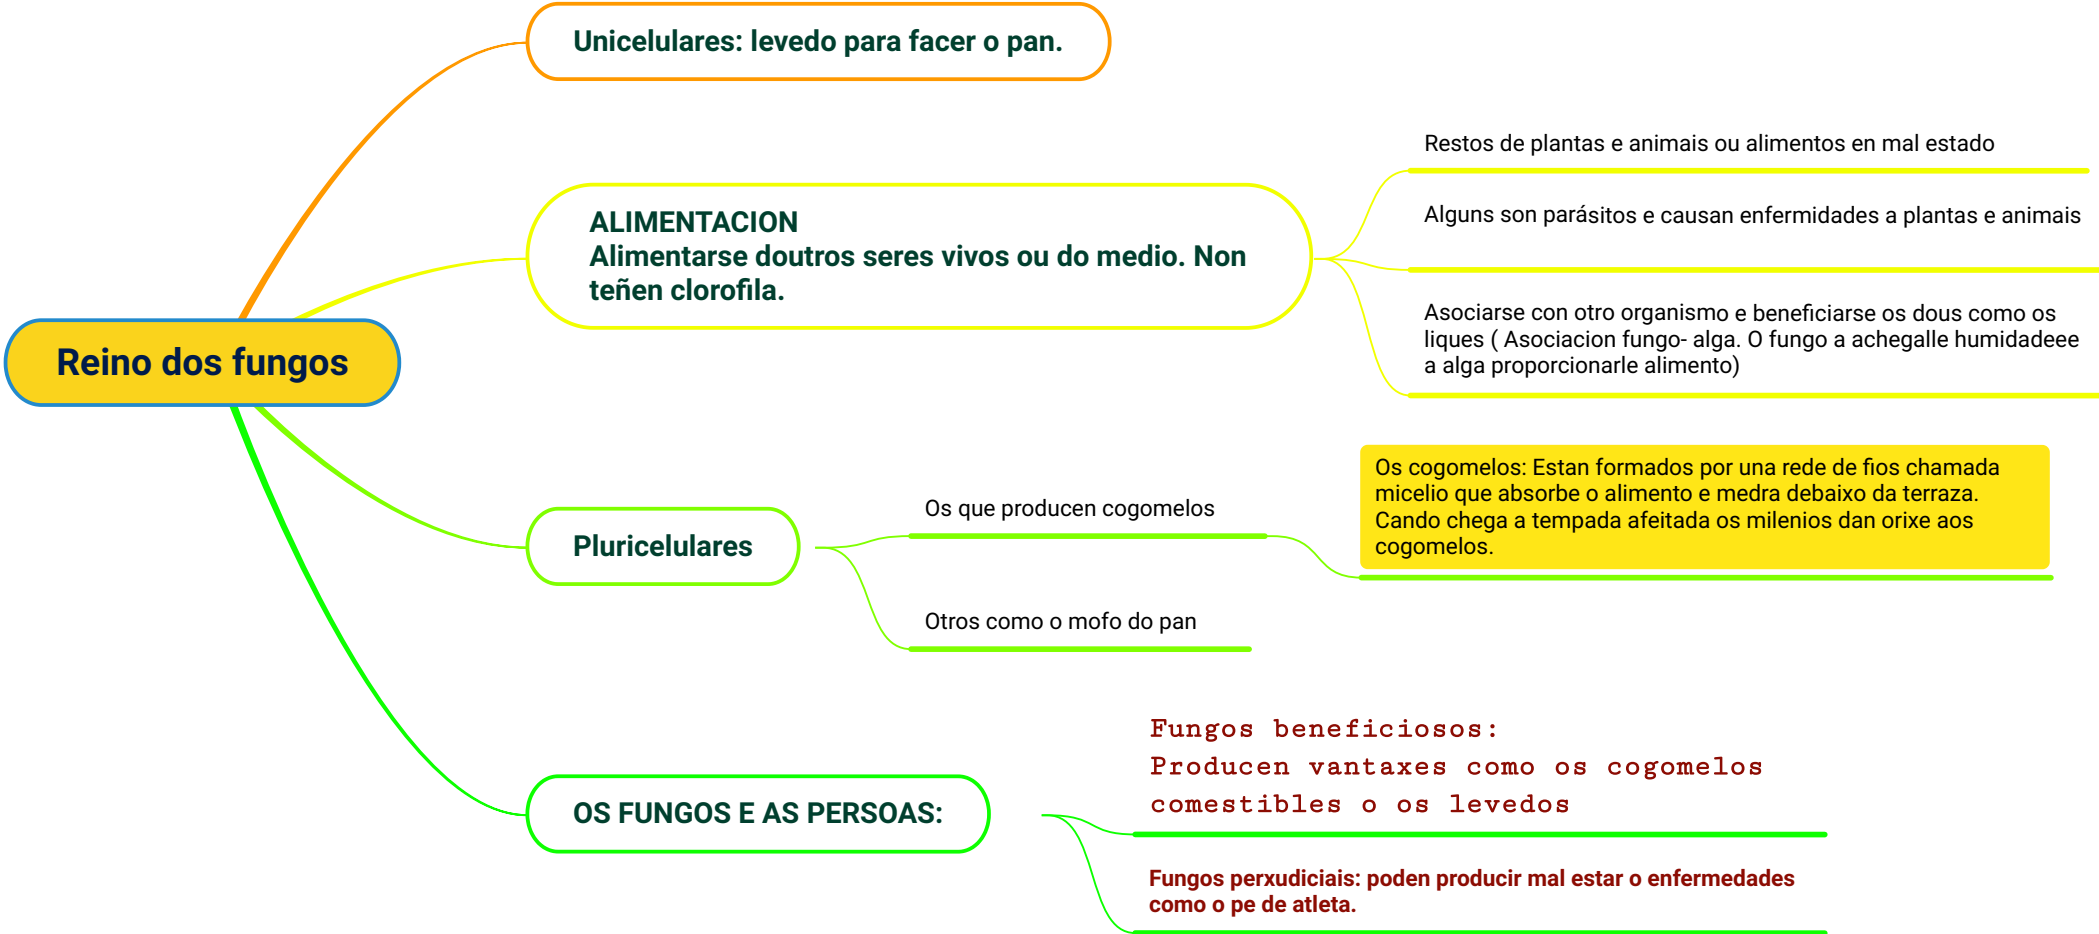 Unicelulares: levedo para facer o pan.
Restos de plantas e animais ou alimentos en mal estado
ALIMENTACION
Alimentarse doutros seres vivos ou do medio. Non
teñen clorofila.
Alguns son parásitos e causan enfermidades a plantas e animais
Asociarse con otro organismo e beneficiarse os dous como os
liques ( Asociacion fungo- alga. O fungo a achegalle humidadeee
a alga proporcionarle alimento)
Reino dos fungos
Pluricelulares
Os que producen cogomelos
Os cogomelos: Estan formados por una rede de fios chamada
micelio que absorbe o alimento e medra debaixo da terraza.
Cando chega a tempada afeitada os milenios dan orixe aos
cogomelos.
Otros como o mofo do pan
OS FUNGOS E AS PERSOAS:
Fungos beneficiosos:
Producen vantaxes como os cogomelos
comestibles o os levedos
Fungos perxudiciais: poden producir mal estar o enfermedades
como o pe de atleta.